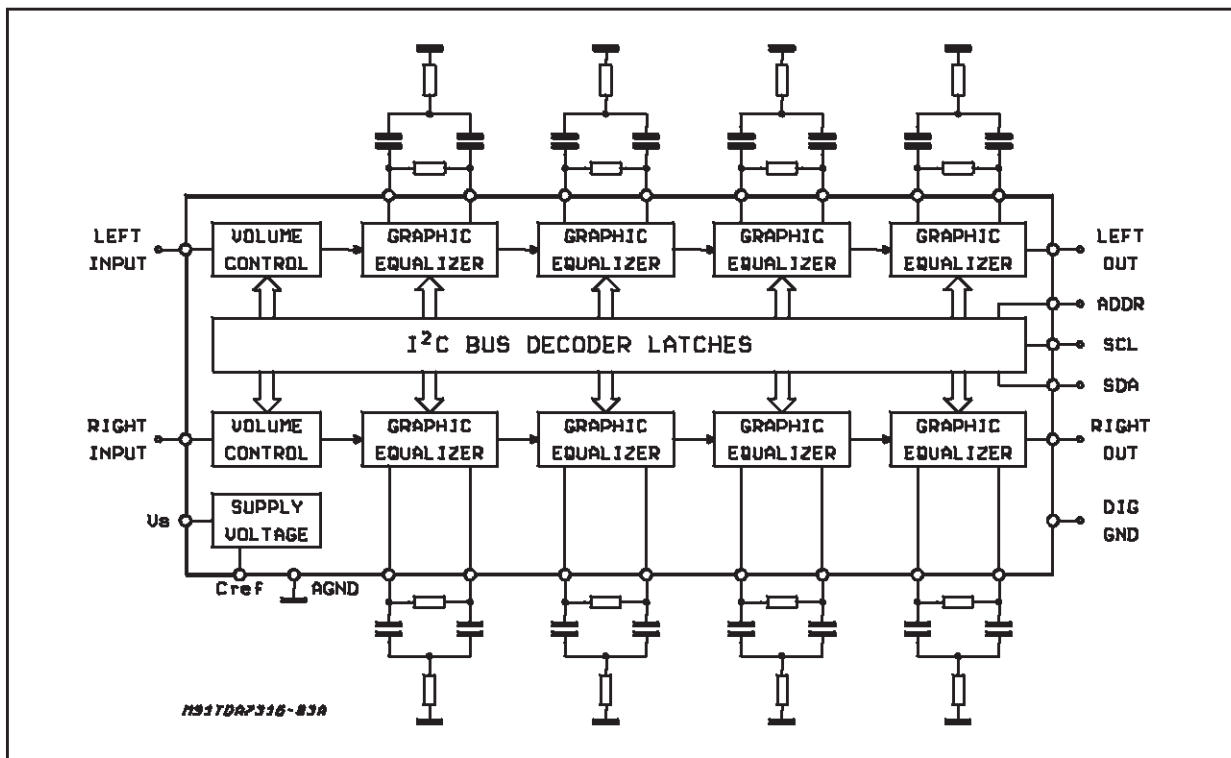 LEFT
INPUT
VOLUME
CONTROL
GRAPHIC
EQUALIZER
GRAPHIC
EQUALIZER
GRAPHIC
EQUALIZER
GRAPHIC
EQUALIZER
LEFT
OUT
ADDR
I²C BUS DECODER LATCHES
SCL
SDA
RIGHT
INPUT
VOLUME
CONTROL
GRAPHIC
EQUALIZER
GRAPHIC
EQUALIZER
GRAPHIC
EQUALIZER
GRAPHIC
EQUALIZER
RIGHT
OUT
Vs
SUPPLY
VOLTAGE
DIG
GND
Cref
AGND
M91TDA7316-03A